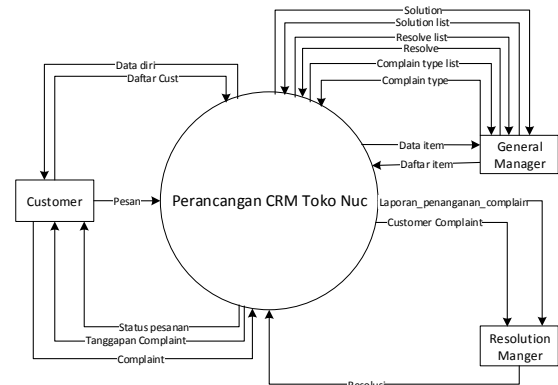 Solution
Solution list
Resolve list
Resolve
Complain type list
Complain type
Data diri
Daftar Cust
Data item
Daftar item
General
Manager
Customer
Pesan
Perancangan CRM Toko Nuc
Laporan_penanganan_complain
Customer Complaint
Status pesanan
Tanggapan Complaint
Complaint
Resolution
Manger